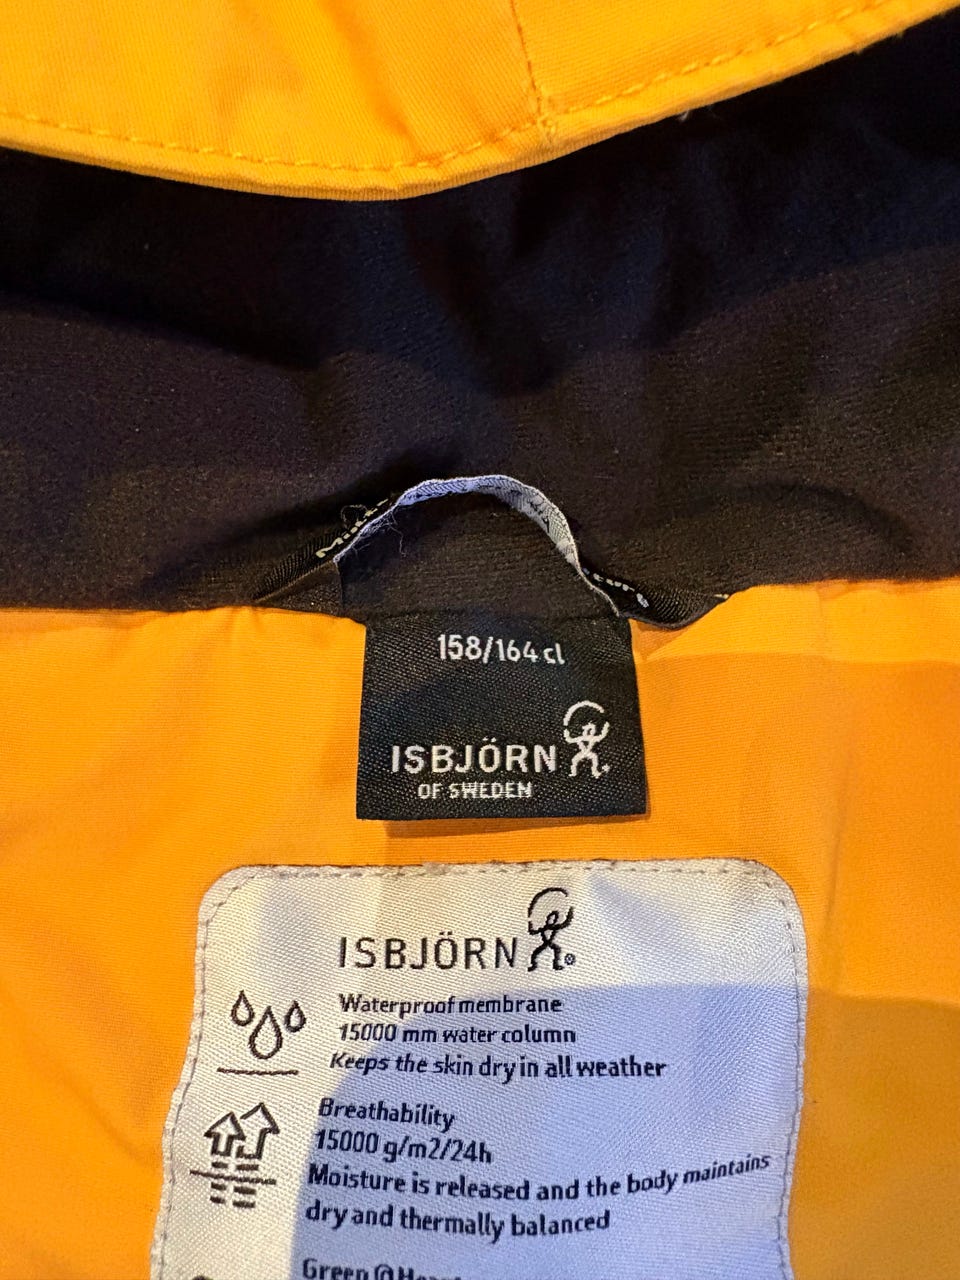 158/164 cl
ISBJÖRN
OF SWEDEN
ISBJÖRN
Waterproof membrane
15000 mm water column
Keeps the skin dry in all weather
Breathability
15000 g/m2/24h
Moisture is released and the body maintains
dry and thermally balanced
Green @